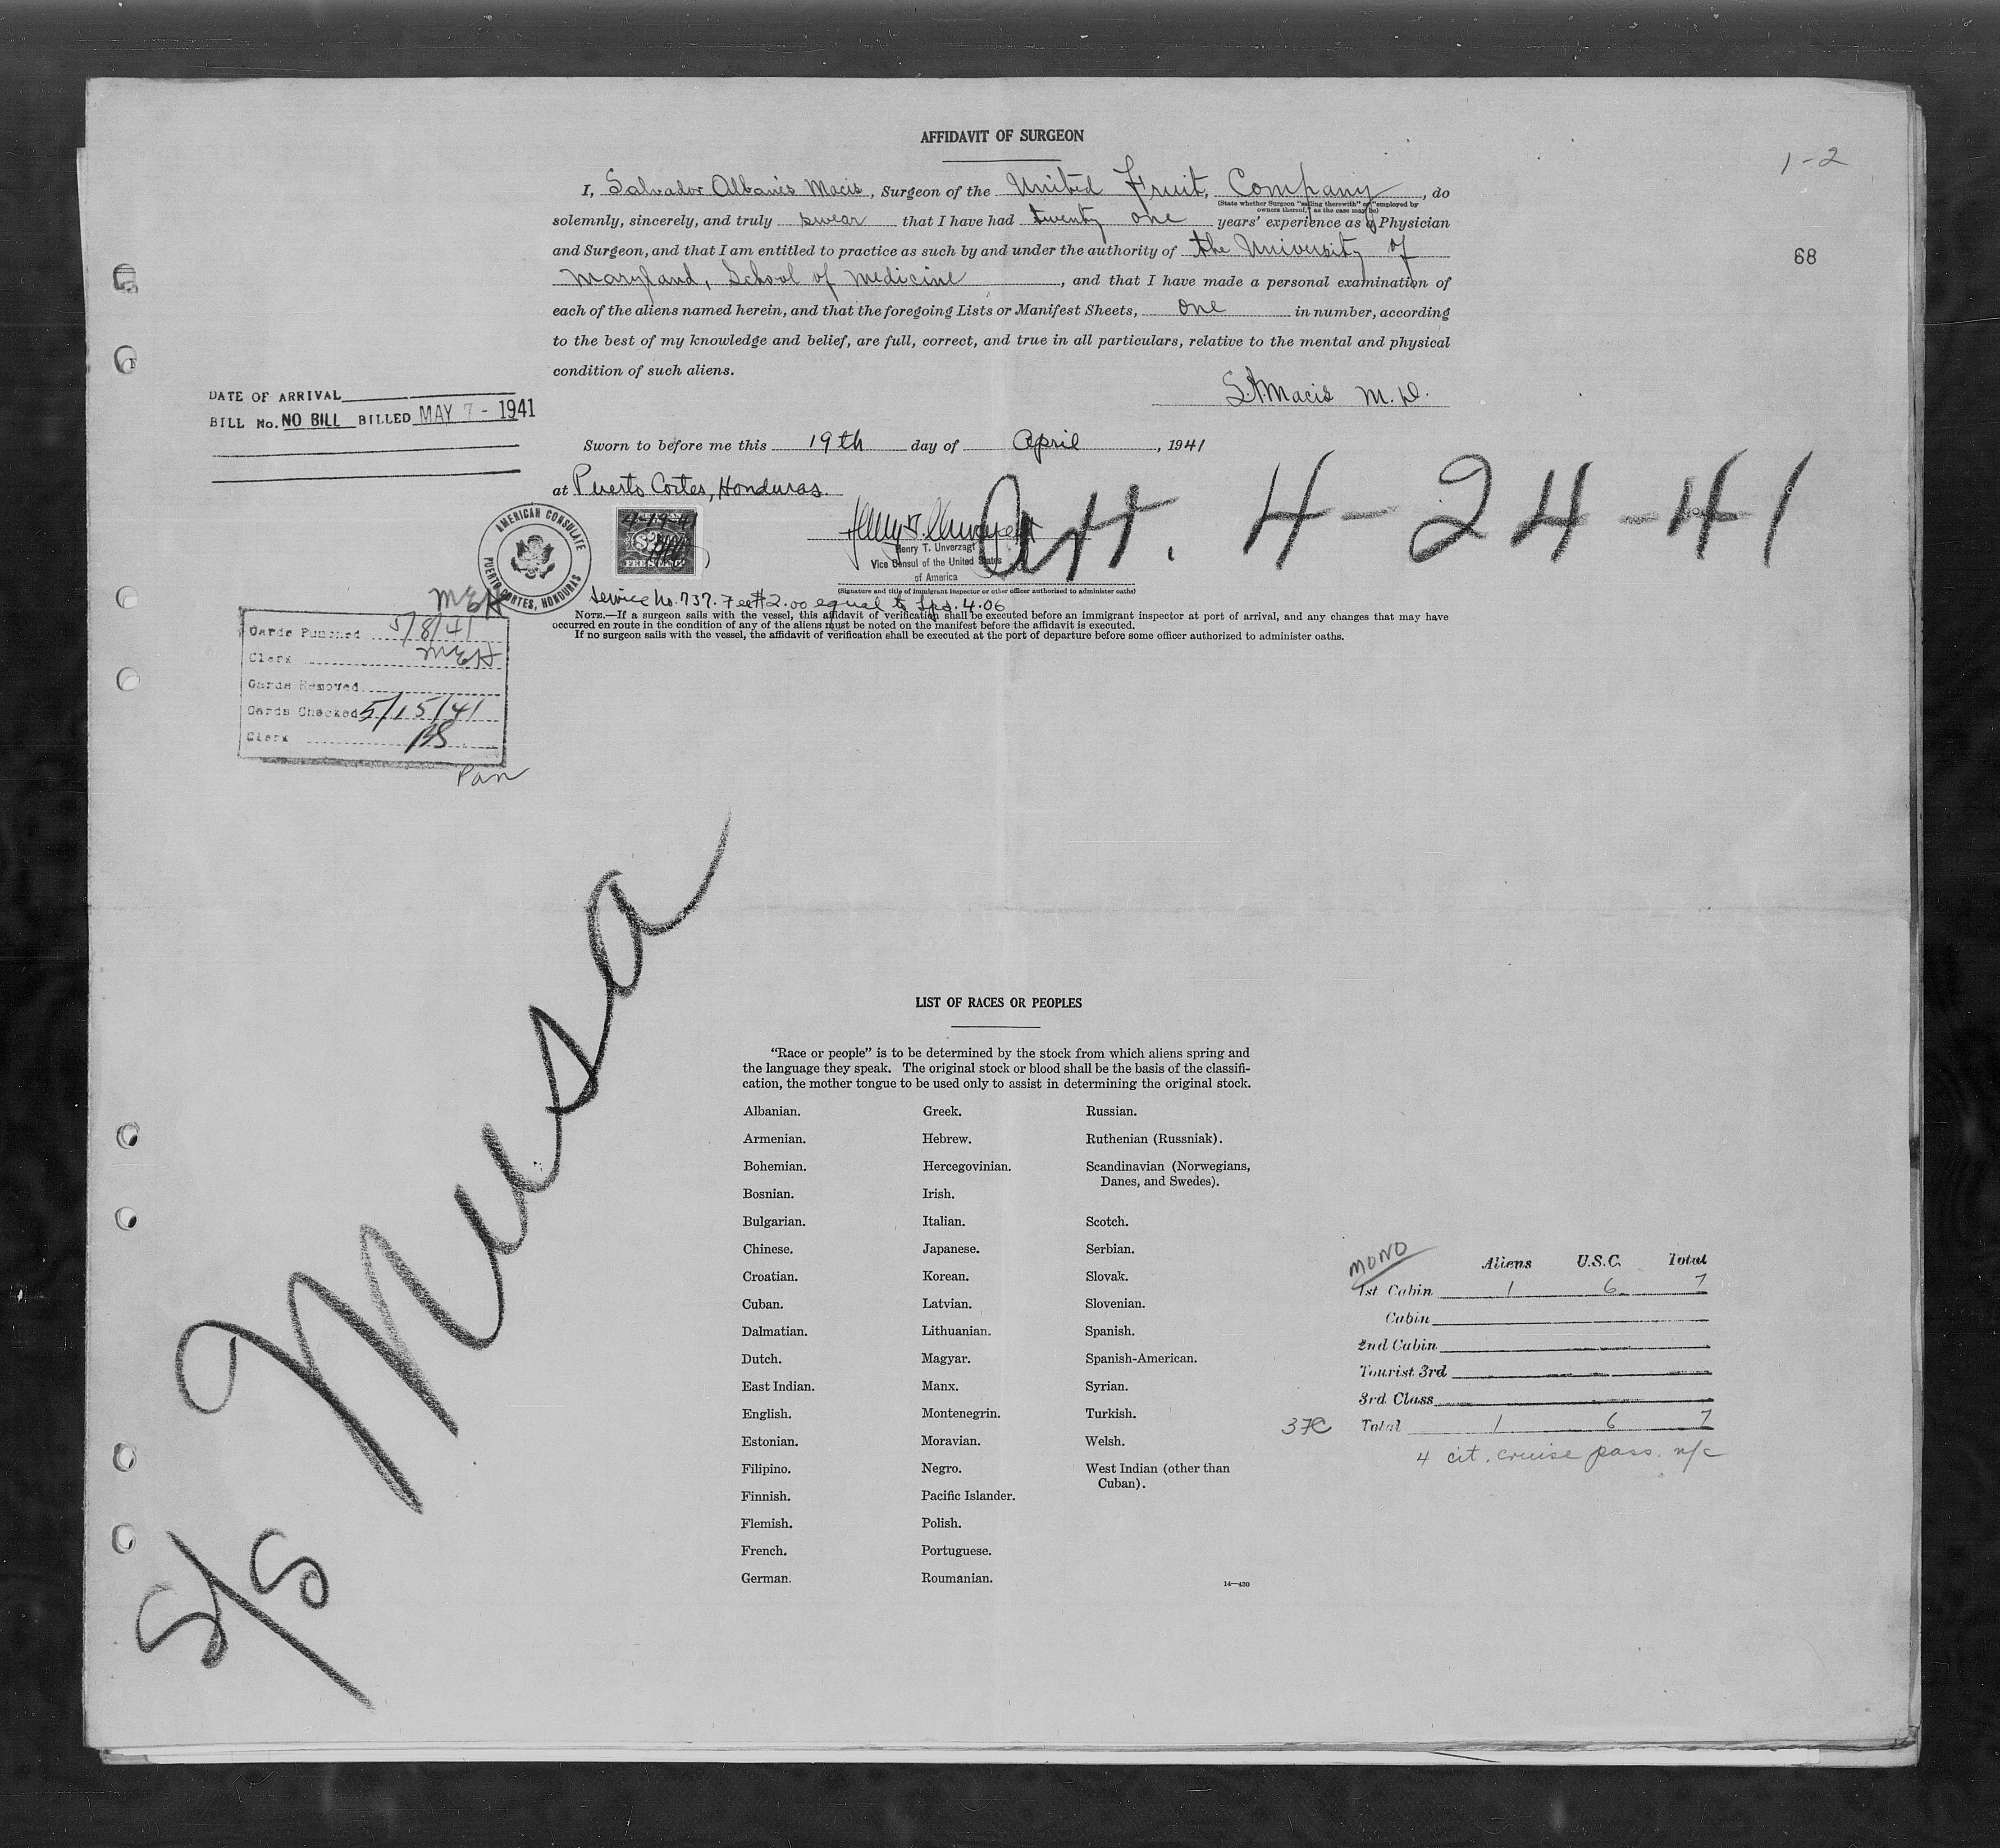 AFFIDAVIT OF SURGEON
1-2
I, Salvador Albanés Macis, Surgeon of the United Fruit Company, do
(State whether Surgeon "sailing therewith" or "employed by
owners thereof," as the case may be)
solemnly, sincerely, and truly swear that I have had twenty one years' experience as a Physician
and Surgeon, and that I am entitled to practice as such by and under the authority of the University of
Maryland, School of Medicine, and that I have made a personal examination of
68
each of the aliens named herein, and that the foregoing Lists or Manifest Sheets, one in number, according
to the best of my knowledge and belief, are full, correct, and true in all particulars, relative to the mental and physical
condition of such aliens.
S.A. Macis M.D.
DATE OF ARRIVAL
BILL No. NO BILL BILLED MAY 7 - 1941
Sworn to before me this 19th day of April, 1941
at Puerto Cortes, Honduras.
Arr. 4-24-41
AMERICAN CONSULATE
PUERTO CORTES, HONDURAS
4-19-41
Henry T. Unverzagt
Vice Consul of the United States
of America
(Signature and title of immigrant inspector or other officer authorized to administer oaths)
Service No. 737. Fee $2.00 equal to Lps. 4.06
NOTE.—If a surgeon sails with the vessel, this affidavit of verification shall be executed before an immigrant inspector at port of arrival, and any changes that may have
occurred en route in the condition of any of the aliens must be noted on the manifest before the affidavit is executed.
If no surgeon sails with the vessel, the affidavit of verification shall be executed at the port of departure before some officer authorized to administer oaths.
MEH
Cards Punched 5/8/41
Clerk MEH
Cards Removed
Cards Checked 5/15/41
Clerk BS
Pan
S/S Musa
LIST OF RACES OR PEOPLES
"Race or people" is to be determined by the stock from which aliens spring and
the language they speak. The original stock or blood shall be the basis of the classifi-
cation, the mother tongue to be used only to assist in determining the original stock.
Albanian. Greek. Russian.
Armenian. Hebrew. Ruthenian (Russniak).
Bohemian. Hercegovinian. Scandinavian (Norwegians,
Danes, and Swedes).
Bosnian. Irish.
Bulgarian. Italian. Scotch.
Chinese. Japanese. Serbian.
Croatian. Korean. Slovak.
Cuban. Latvian. Slovenian.
Dalmatian. Lithuanian. Spanish.
Dutch. Magyar. Spanish-American.
East Indian. Manx. Syrian.
English. Montenegrin. Turkish.
Estonian. Moravian. Welsh.
Filipino. Negro. West Indian (other than
Cuban).
Finnish. Pacific Islander.
Flemish. Polish.
French. Portuguese.
German. Roumanian.
14—430
MONO
Aliens U.S.C. Total
1st Cabin 1 6 7
Cabin
2nd Cabin
Tourist 3rd
3rd Class
37C Total 1 6 7
4 cit. cruise pass. n/c